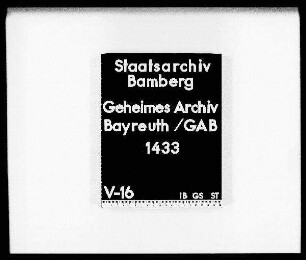 Staatsarchiv
Bamberg
Geheimes Archiv
Bayreuth /GAB
1433
V-16 IB GS ST